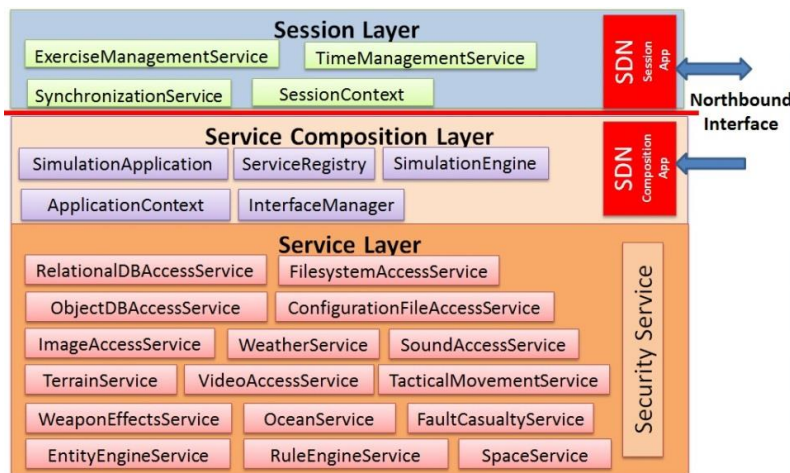 Session Layer
ExerciseManagementService
TimeManagementService
SynchronizationService
SessionContext
SDN
Session
App
Northbound
Interface
Service Composition Layer
SimulationApplication
ServiceRegistry
SimulationEngine
ApplicationContext
InterfaceManager
SDN
Composition
App
Service Layer
RelationalDBAccessService
FilesystemAccessService
ObjectDBAccessService
ConfigurationFileAccessService
ImageAccessService
WeatherService
SoundAccessService
TerrainService
VideoAccessService
TacticalMovementService
WeaponEffectsService
OceanService
FaultCasualtyService
EntityEngineService
RuleEngineService
SpaceService
Security Service